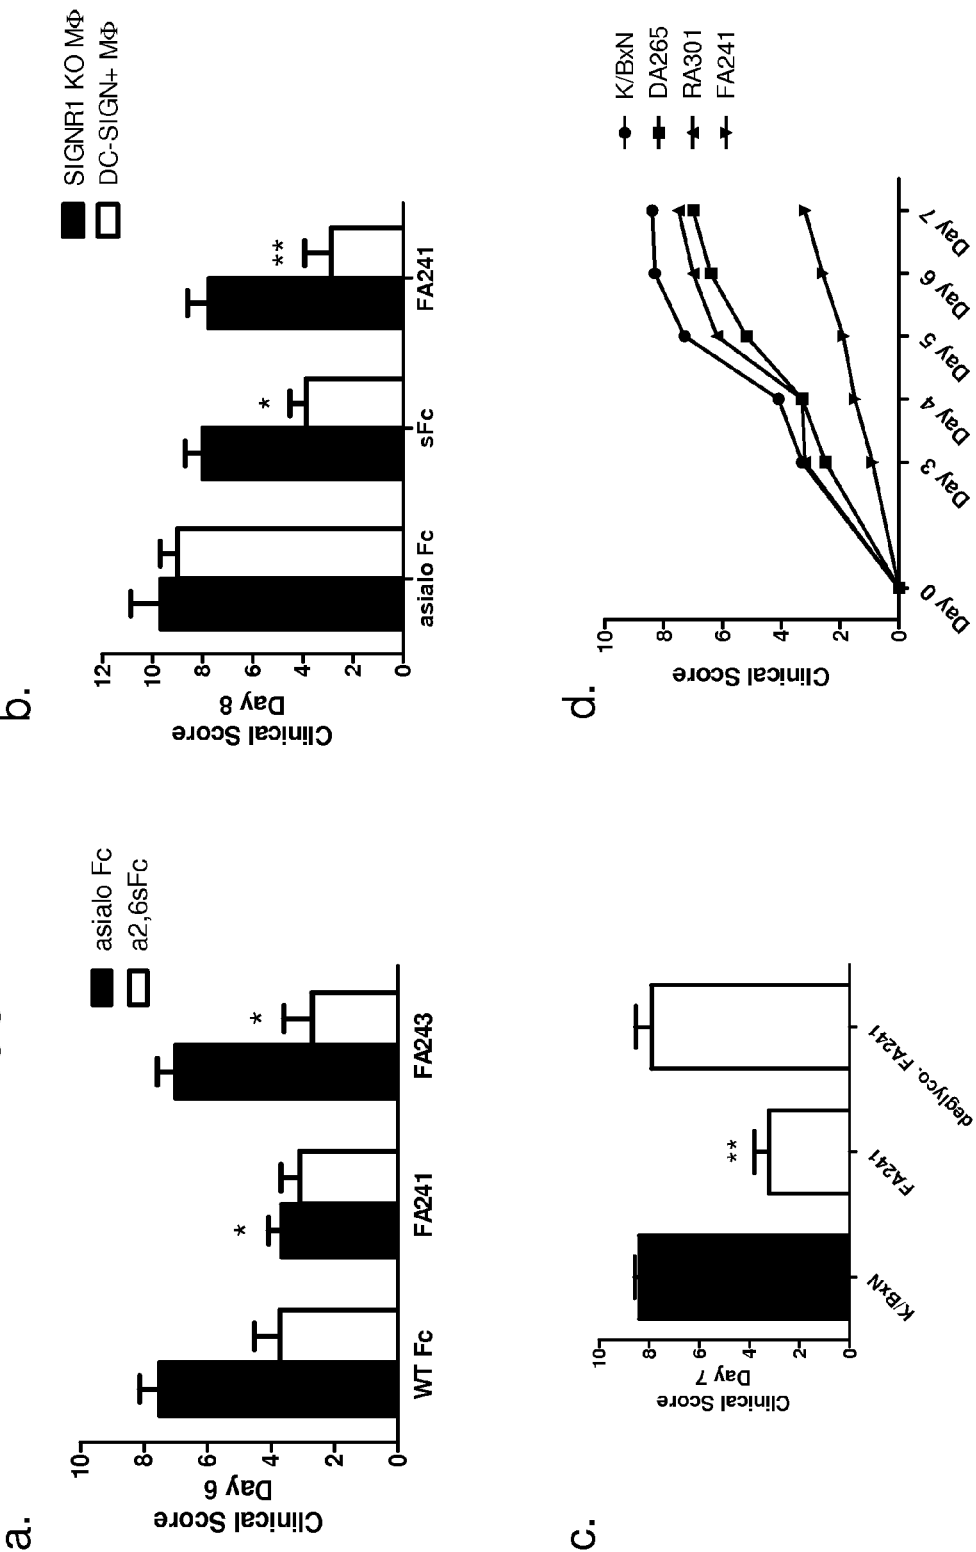 a.
asialo Fc
a2,6sFc
Clinical Score
Day 6
10
8
6
4
2
0
*
*
WT Fc
FA241
FA243
b.
SIGNR1 KO MΦ
DC-SIGN+ MΦ
Clinical Score
Day 8
12
10
8
6
4
2
0
*
**
asialo Fc
sFc
FA241
c.
Clinical Score
Day 7
10
8
6
4
2
0
**
K/BxN
FA241
deglyco. FA241
d.
K/BxN
DA265
RA301
FA241
Clinical Score
10
8
6
4
2
0
Day 0
Day 3
Day 4
Day 5
Day 6
Day 7